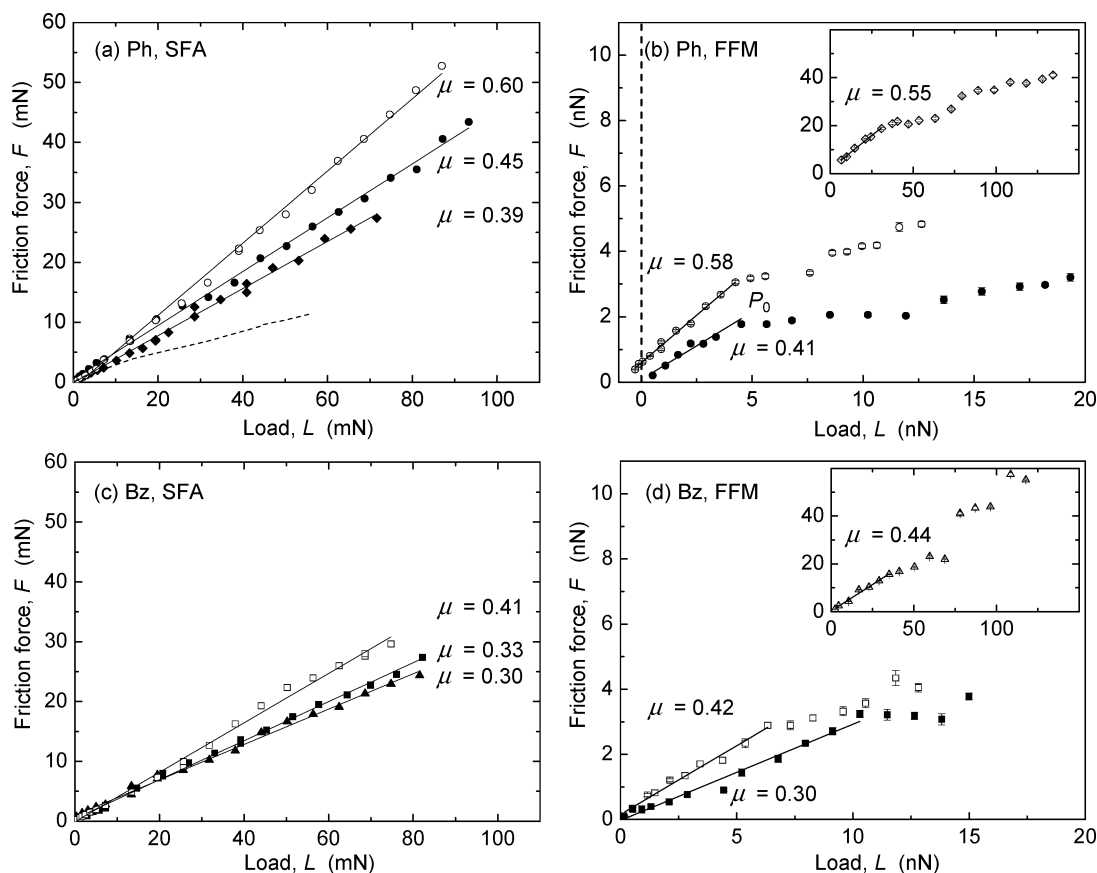 (a) Ph, SFA
Friction force, F (mN)
60
50
40
30
20
10
0
μ = 0.60
μ = 0.45
μ = 0.39
0 20 40 60 80 100
Load, L (mN)
(b) Ph, FFM
Friction force, F (nN)
10
8
6
4
2
0
μ = 0.58
P0
μ = 0.41
0 5 10 15 20
Load, L (nN)
40
20
0
μ = 0.55
0 50 100
(c) Bz, SFA
Friction force, F (mN)
60
50
40
30
20
10
0
μ = 0.41
μ = 0.33
μ = 0.30
0 20 40 60 80 100
Load, L (mN)
(d) Bz, FFM
Friction force, F (nN)
10
8
6
4
2
0
μ = 0.42
μ = 0.30
0 5 10 15 20
Load, L (nN)
40
20
0
μ = 0.44
0 50 100